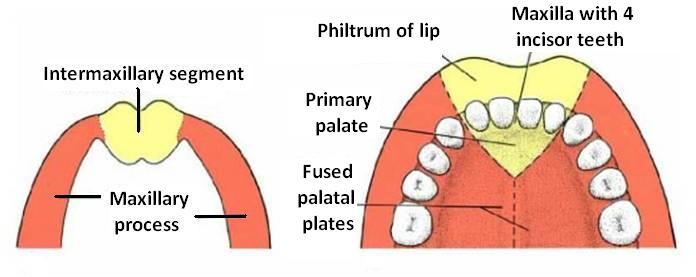 Intermaxillary segment
Maxillary
process
Philtrum of lip
Maxilla with 4
incisor teeth
Primary
palate
Fused
palatal
plates